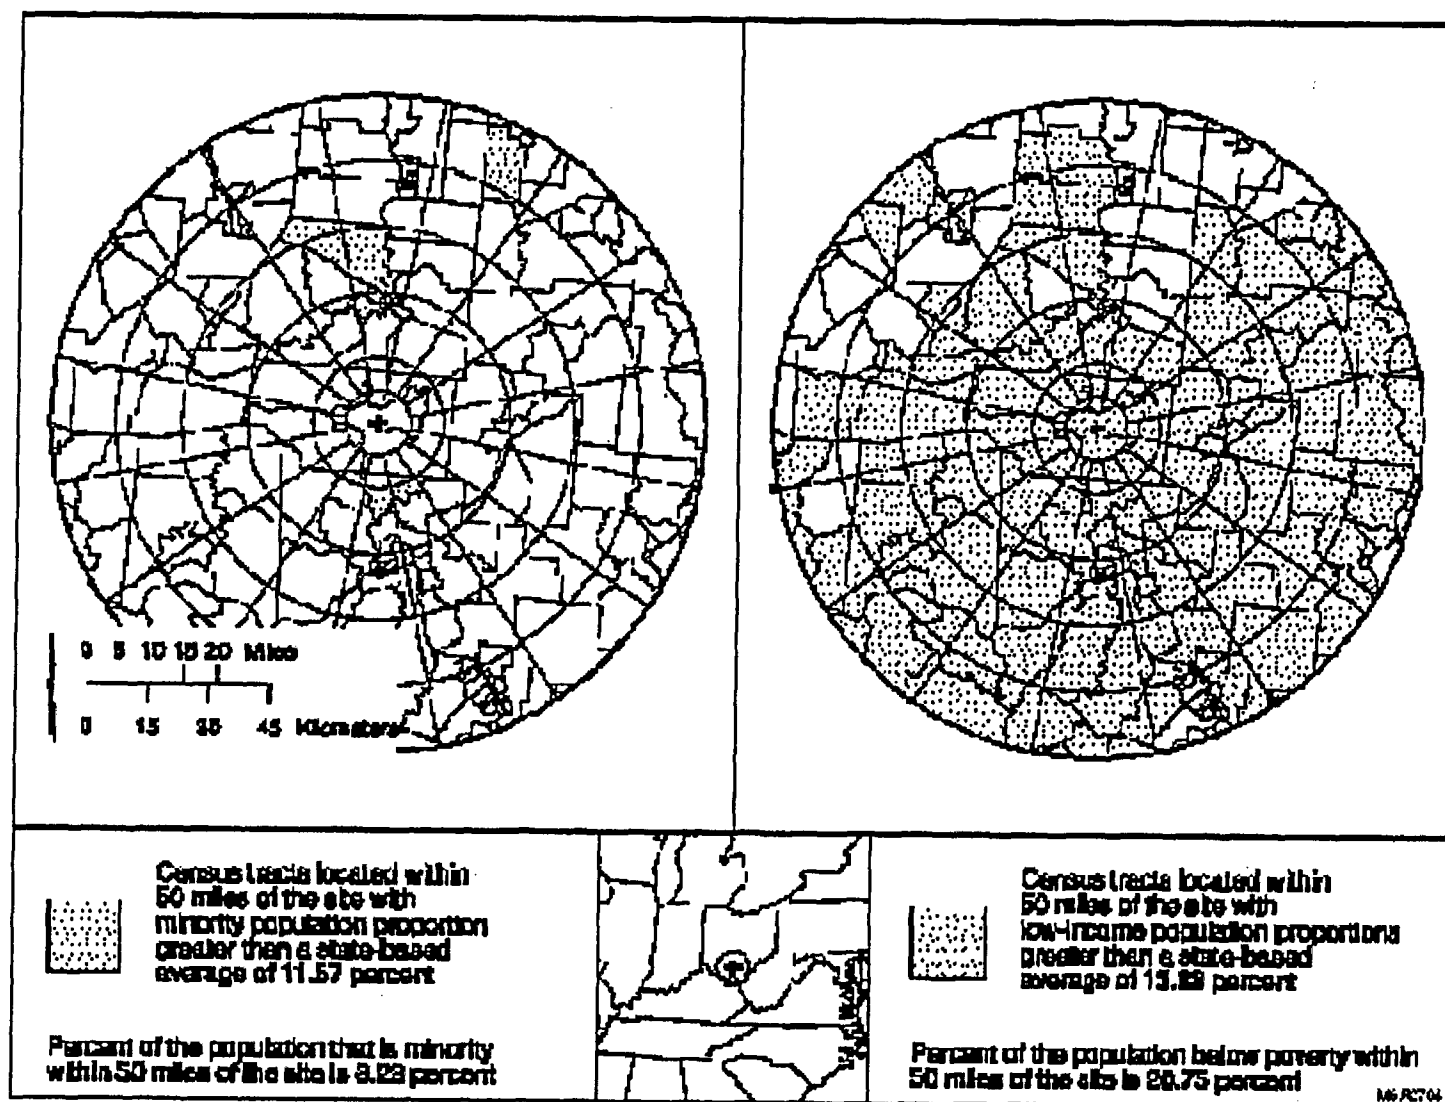 0 5 10 15 20 Miles
0 15 30 45 Kilometers
Census tracts located within
50 miles of the site with
minority population proportion
greater than a state-based
average of 11.57 percent
Percent of the population that is minority
within 50 miles of the site is percent
Census tracts located within
50 miles of the site with
low-income population proportions
greater than a state-based
average of percent
Percent of the population below poverty within
50 miles of the site is 20.75 percent